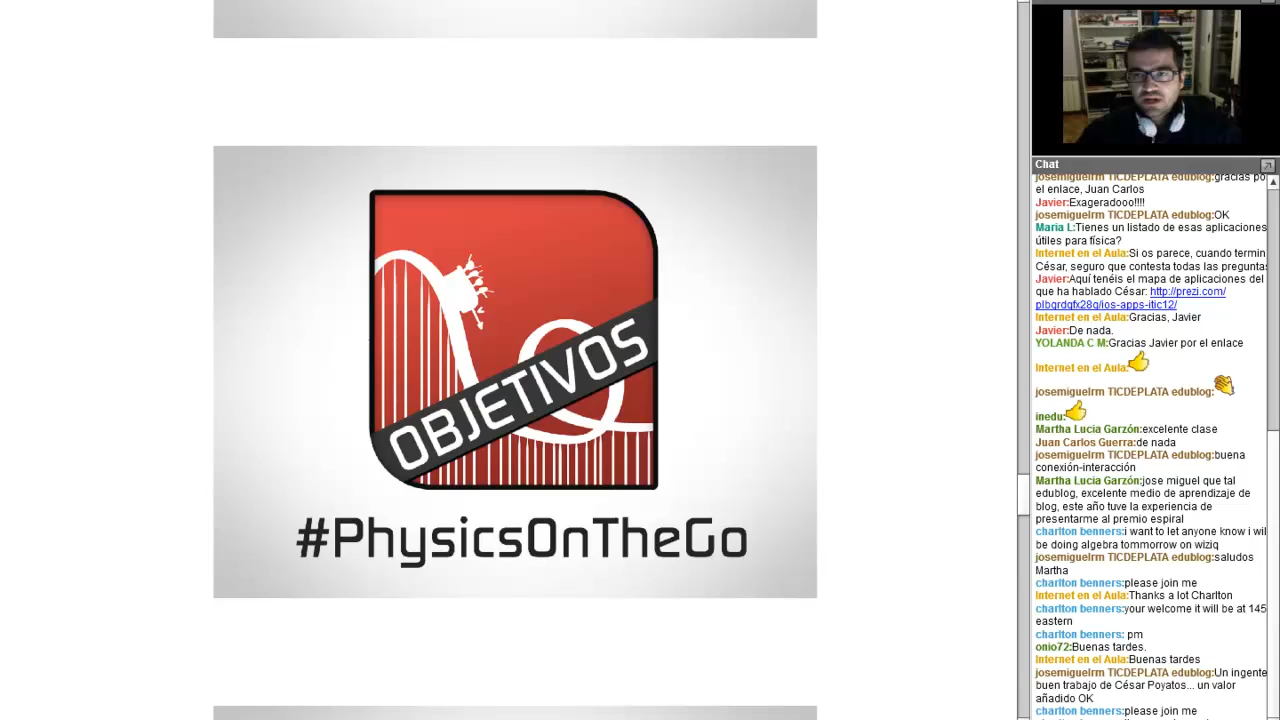 OBJETIVOS
#PhysicsOnTheGo
Chat
josemiguelrm TICDEPLATA edublog:gracias po
el enlace, Juan Carlos
Javier:Exageradooo!!!!
josemiguelrm TICDEPLATA edublog:OK
Maria L:Tienes un listado de esas aplicaciones
útiles para física?
Internet en el Aula:Si os parece, cuando termin
César, seguro que contesta todas las pregunta
Javier:Aquí tenéis el mapa de aplicaciones del
que ha hablado César: http://prezi.com/
plbqrdqfx28q/ios-apps-itic12/
Internet en el Aula:Gracias, Javier
Javier:De nada.
YOLANDA C M:Gracias Javier por el enlace
Internet en el Aula:
josemiguelrm TICDEPLATA edublog:
inedu:
Martha Lucia Garzón:excelente clase
Juan Carlos Guerra:de nada
josemiguelrm TICDEPLATA edublog:buena
conexión-interacción
Martha Lucia Garzón:jose miguel que tal
edublog, excelente medio de aprendizaje de
blog, este año tuve la experiencia de
presentarme al premio espiral
charlton benners:i want to let anyone know i wil
be doing algebra tommorrow on wiziq
josemiguelrm TICDEPLATA edublog:saludos
Martha
charlton benners:please join me
Internet en el Aula:Thanks a lot Charlton
charlton benners:your welcome it will be at 145
eastern
charlton benners: pm
onio72:Buenas tardes.
Internet en el Aula:Buenas tardes
josemiguelrm TICDEPLATA edublog:Un ingente
buen trabajo de César Poyatos... un valor
añadido OK
charlton benners:please join me